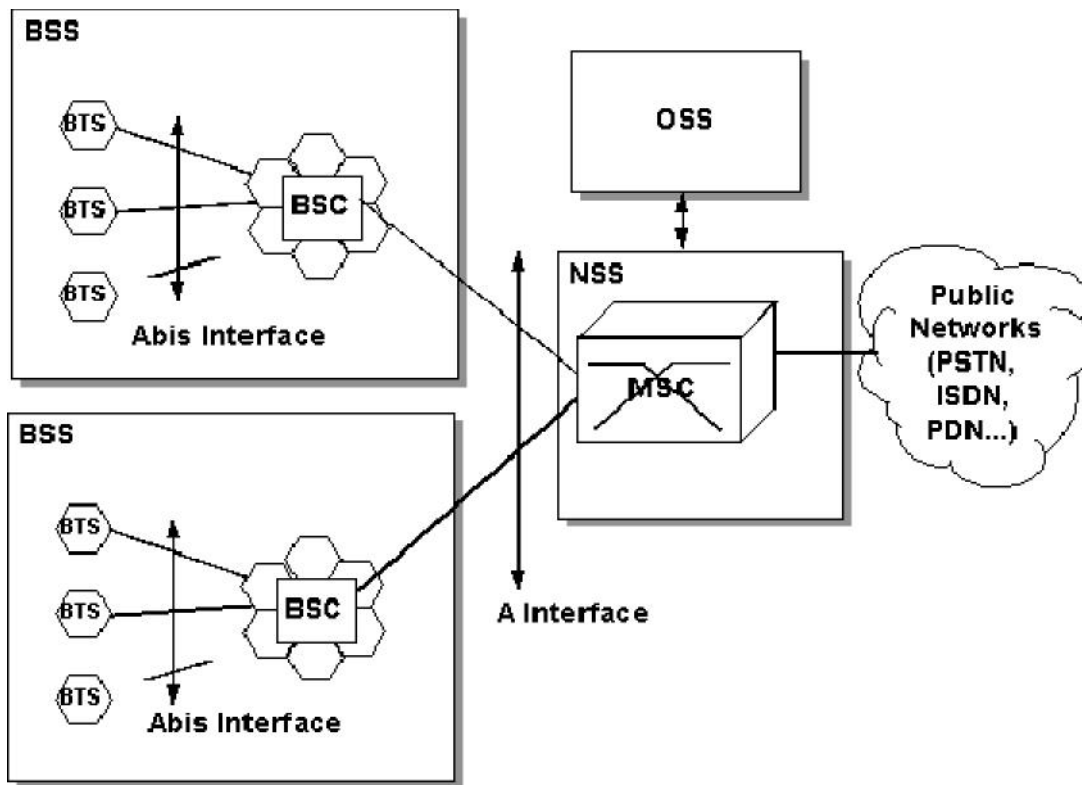 BSS
BTS
BTS
BSC
BTS
Abis Interface
OSS
NSS
MSC
Public
Networks
(PSTN,
ISDN,
PDN...)
BSS
BTS
BTS
BSC
BTS
Abis Interface
A Interface